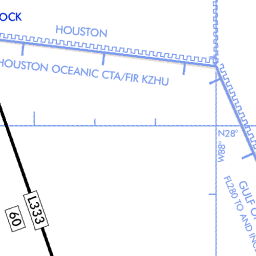 OCK
HOUSTON
HOUSTON OCEANIC CTA/FIR KZHU
N28°
W88°
GULF O
FL280 TO AND INC
L333
60